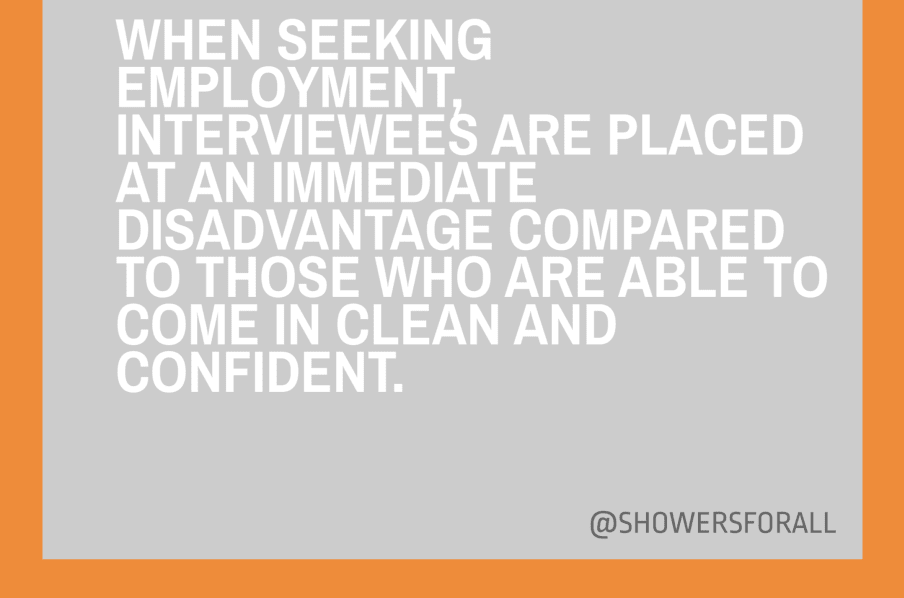 WHEN SEEKING
EMPLOYMENT,
INTERVIEWEES ARE PLACED
AT AN IMMEDIATE
DISADVANTAGE COMPARED
TO THOSE WHO ARE ABLE TO
COME IN CLEAN AND
CONFIDENT.
@SHOWERSFORALL